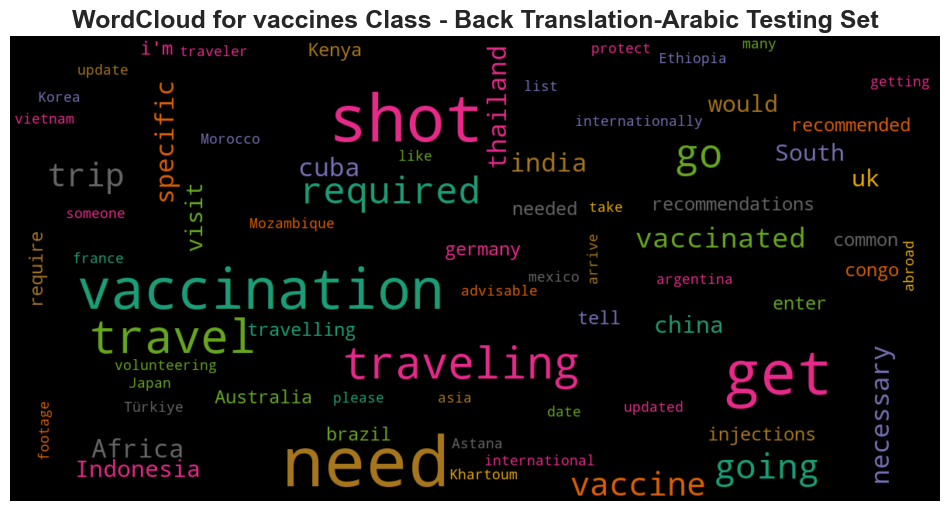 WordCloud for vaccines Class - Back Translation-Arabic Testing Set
i'm
traveler
Kenya
protect
many
Ethiopia
update
getting
Korea
list
vietnam
specific
shot
thailand
would
internationally
recommended
Morocco
like
go
South
trip
cuba
india
uk
required
visit
someone
needed
take
recommendations
Mozambique
vaccinated
common
require
france
germany
arrive
abroad
mexico
argentina
congo
vaccination
advisable
enter
travel
travelling
tell
china
volunteering
traveling
get
necessary
Japan
Türkiye
Australia
please
asia
date
updated
footage
Africa
brazil
need
Astana
injections
Indonesia
international
Khartoum
vaccine
going